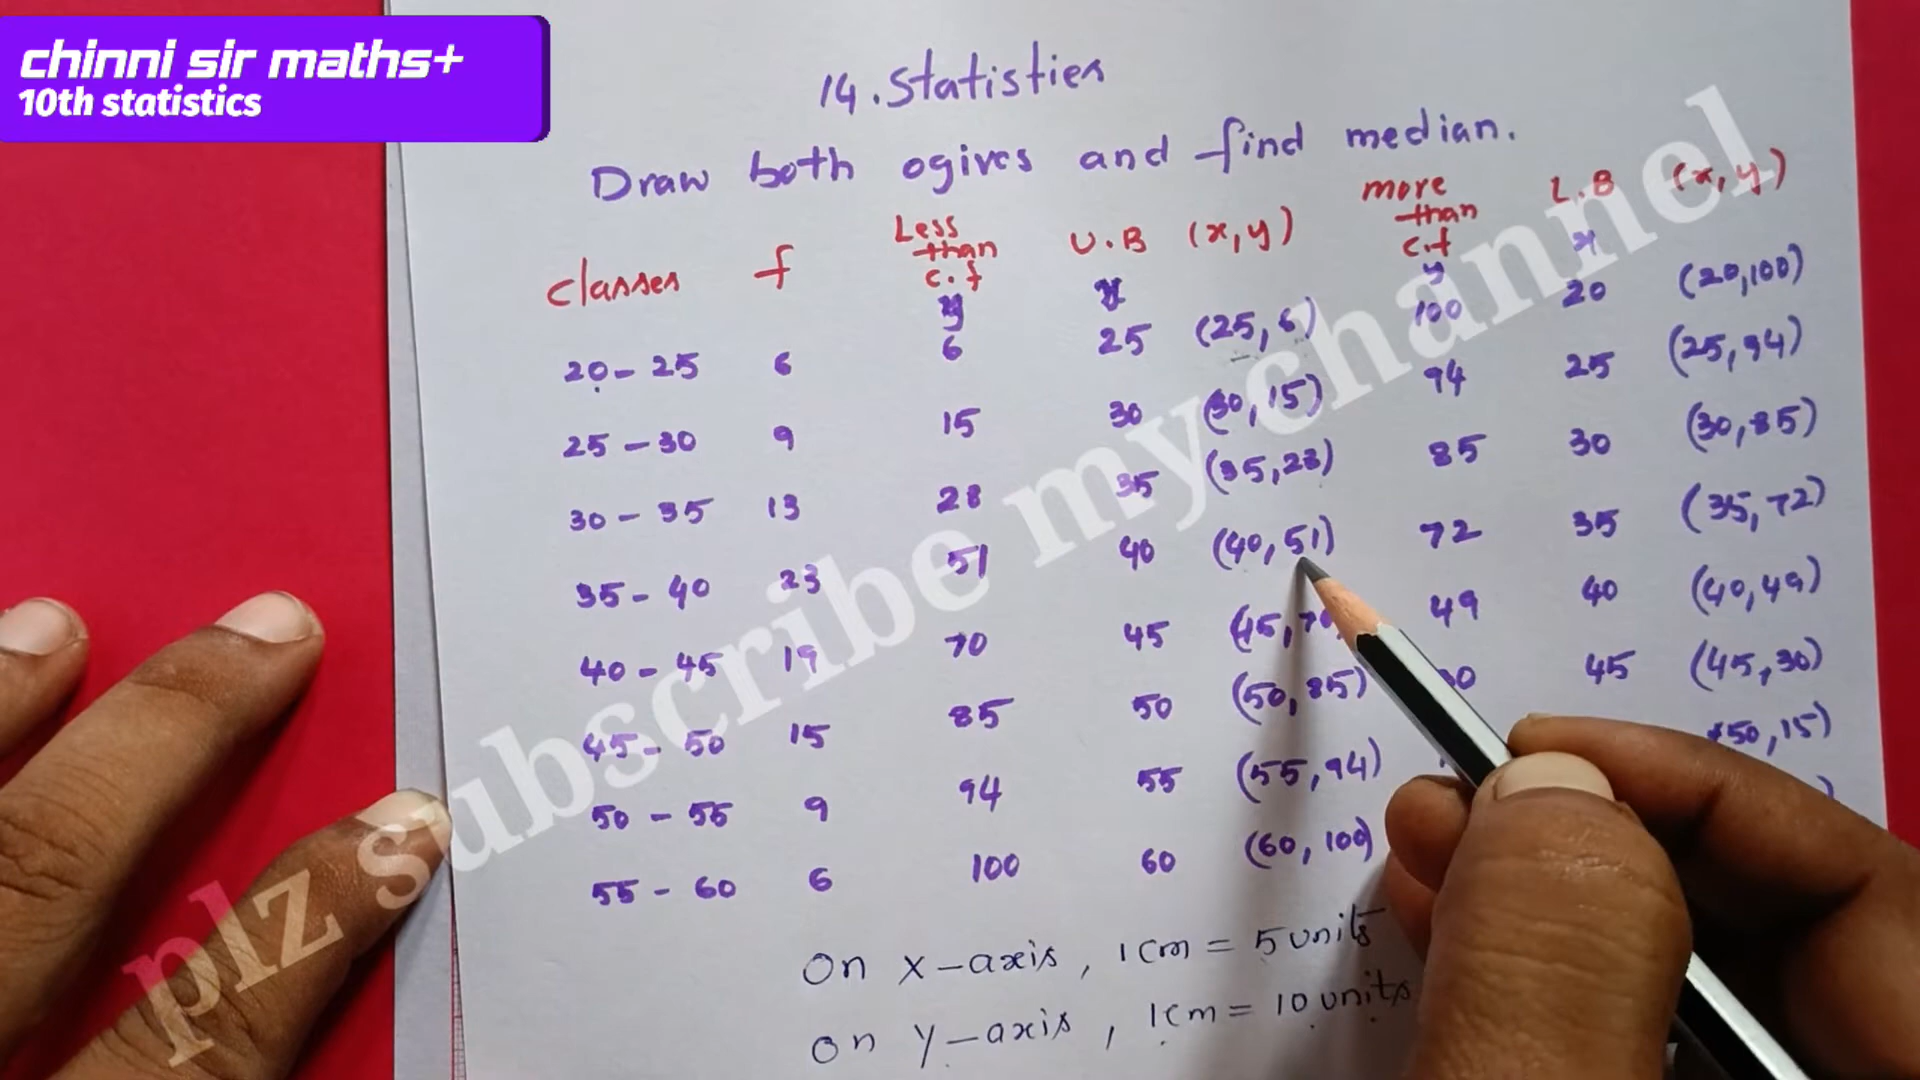 chinni sir maths+
10th statistics
14. Statisties
Draw both ogives and find median.
classes f Less than c.f y U.B x (x,y) more than c.f y L.B x (x,y)
20-25 6 6 25 (25,6) 100 20 (20,100)
25-30 9 15 30 (30,15) 94 25 (25,94)
30-35 13 28 35 (35,28) 85 30 (30,85)
35-40 23 51 40 (40,51) 72 35 (35,72)
40-45 19 70 45 49 40 (40,49)
45-50 15 85 50 (50,85) 45 (45,30)
50-55 9 94 55 (55,94) (50,15)
55-60 6 100 60 (60,100)
On X-axis, 1cm = 5 units
On Y-axis, 1cm = 10 units
plz subscribe my channel